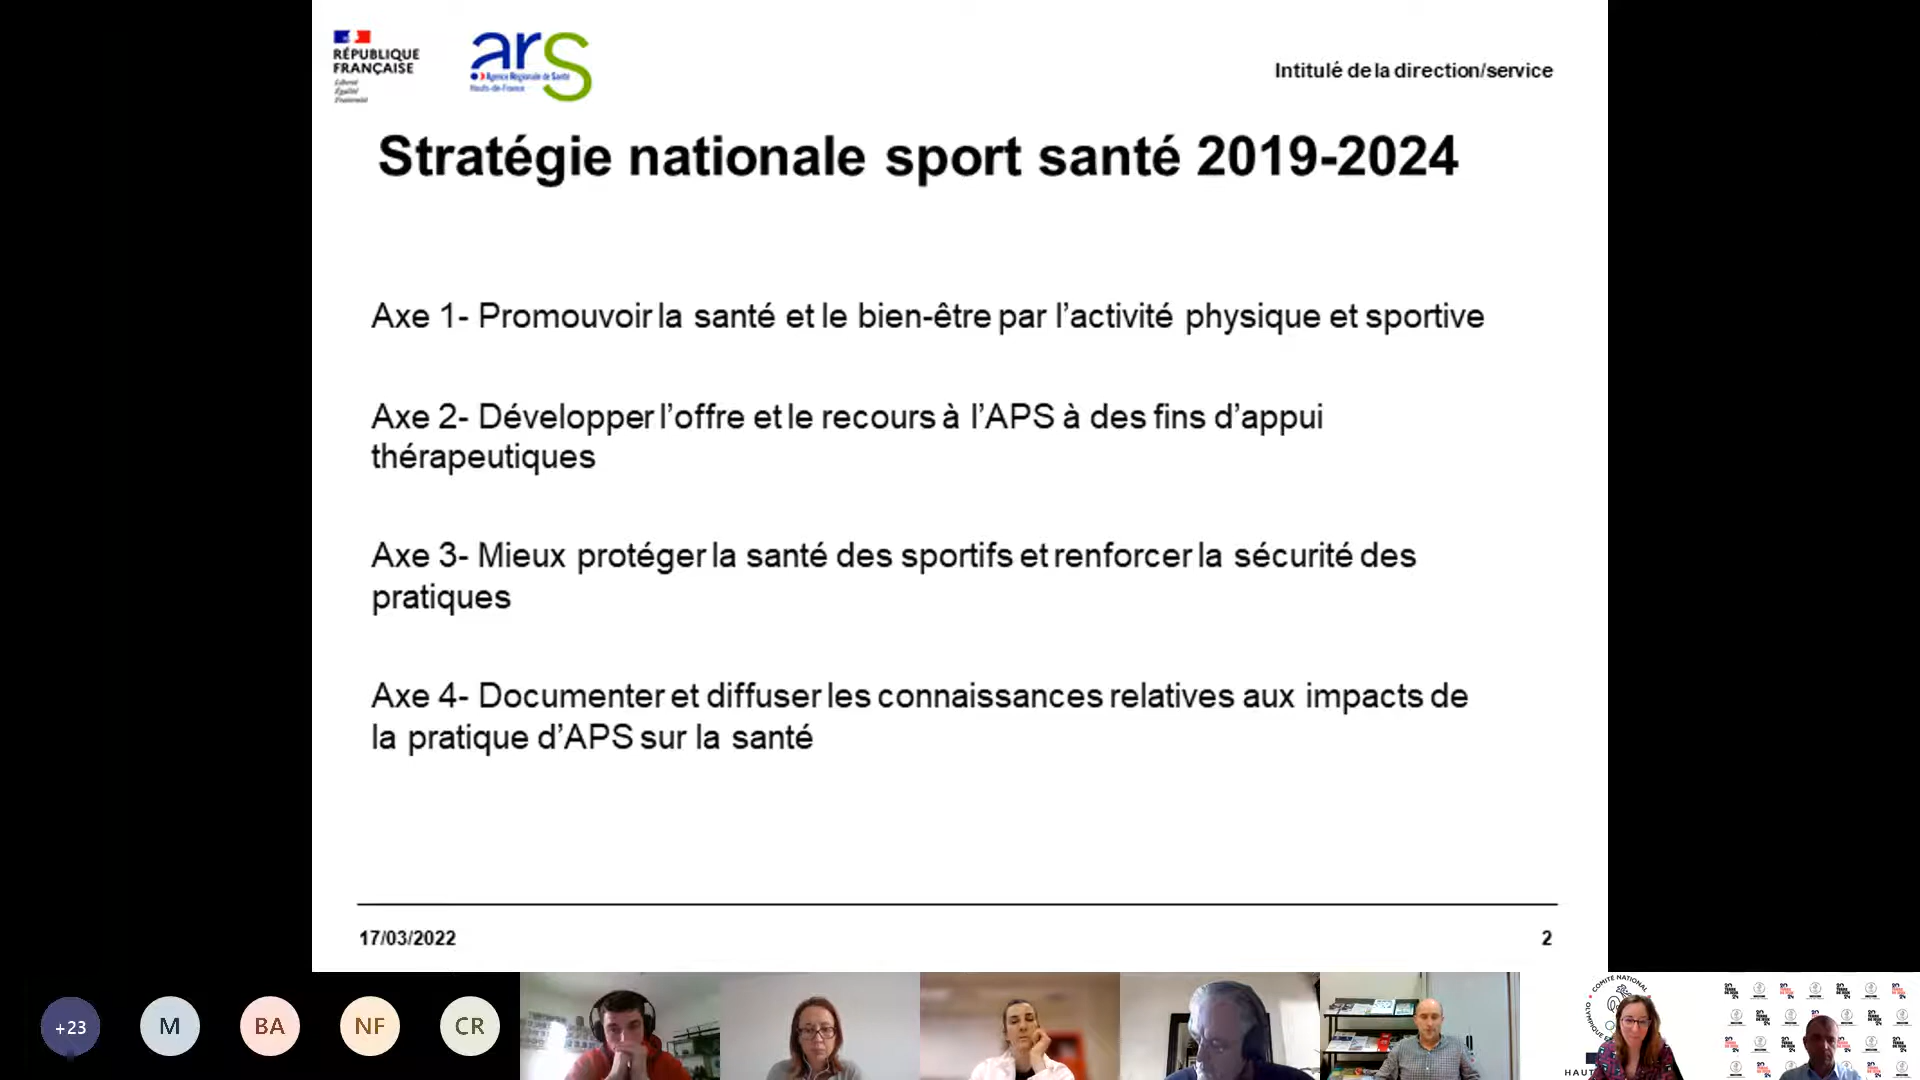 RÉPUBLIQUE
FRANÇAISE
Liberté
Égalité
Fraternité
ars
Agence Régionale de Santé
Hauts-de-France
Intitulé de la direction/service
Stratégie nationale sport santé 2019-2024
Axe 1- Promouvoir la santé et le bien-être par l’activité physique et sportive
Axe 2- Développer l’offre et le recours à l’APS à des fins d’appui
thérapeutiques
Axe 3- Mieux protéger la santé des sportifs et renforcer la sécurité des
pratiques
Axe 4- Documenter et diffuser les connaissances relatives aux impacts de
la pratique d’APS sur la santé
17/03/2022
2
+23
M
BA
NF
CR
COMITÉ NATIONAL
OLYMPIQUE
HAUT